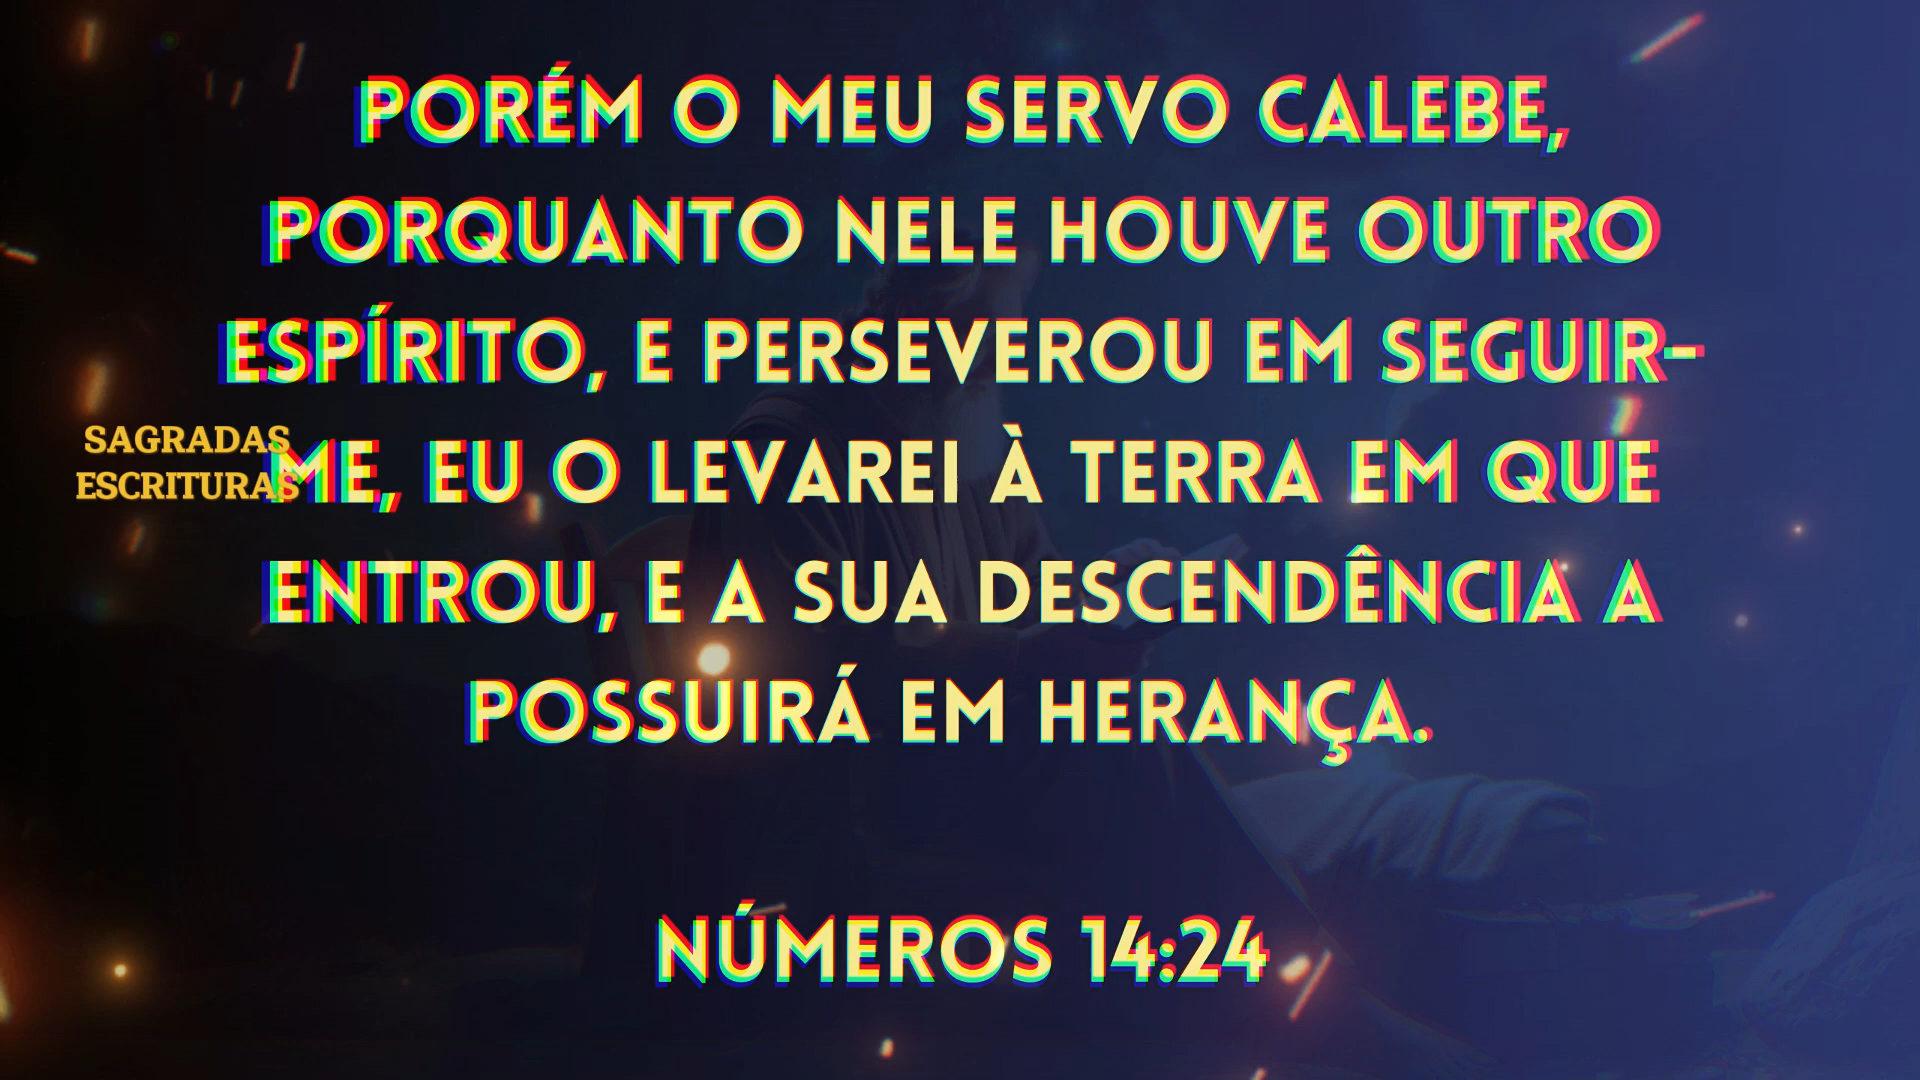 PORÉM O MEU SERVO CALEBE,
PORQUANTO NELE HOUVE OUTRO
ESPÍRITO, E PERSEVEROU EM SEGUIR-
ME, EU O LEVAREI À TERRA EM QUE
ENTROU, E A SUA DESCENDÊNCIA A
POSSUIRÁ EM HERANÇA.
NÚMEROS 14:24
SAGRADAS
ESCRITURAS